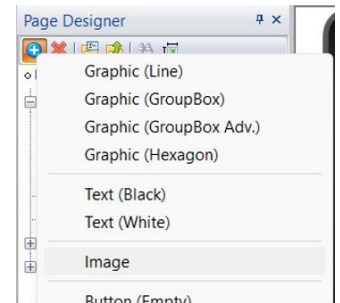 Page Designer
Graphic (Line)
Graphic (GroupBox)
Graphic (GroupBox Adv.)
Graphic (Hexagon)
Text (Black)
Text (White)
Image
Button (Empty)